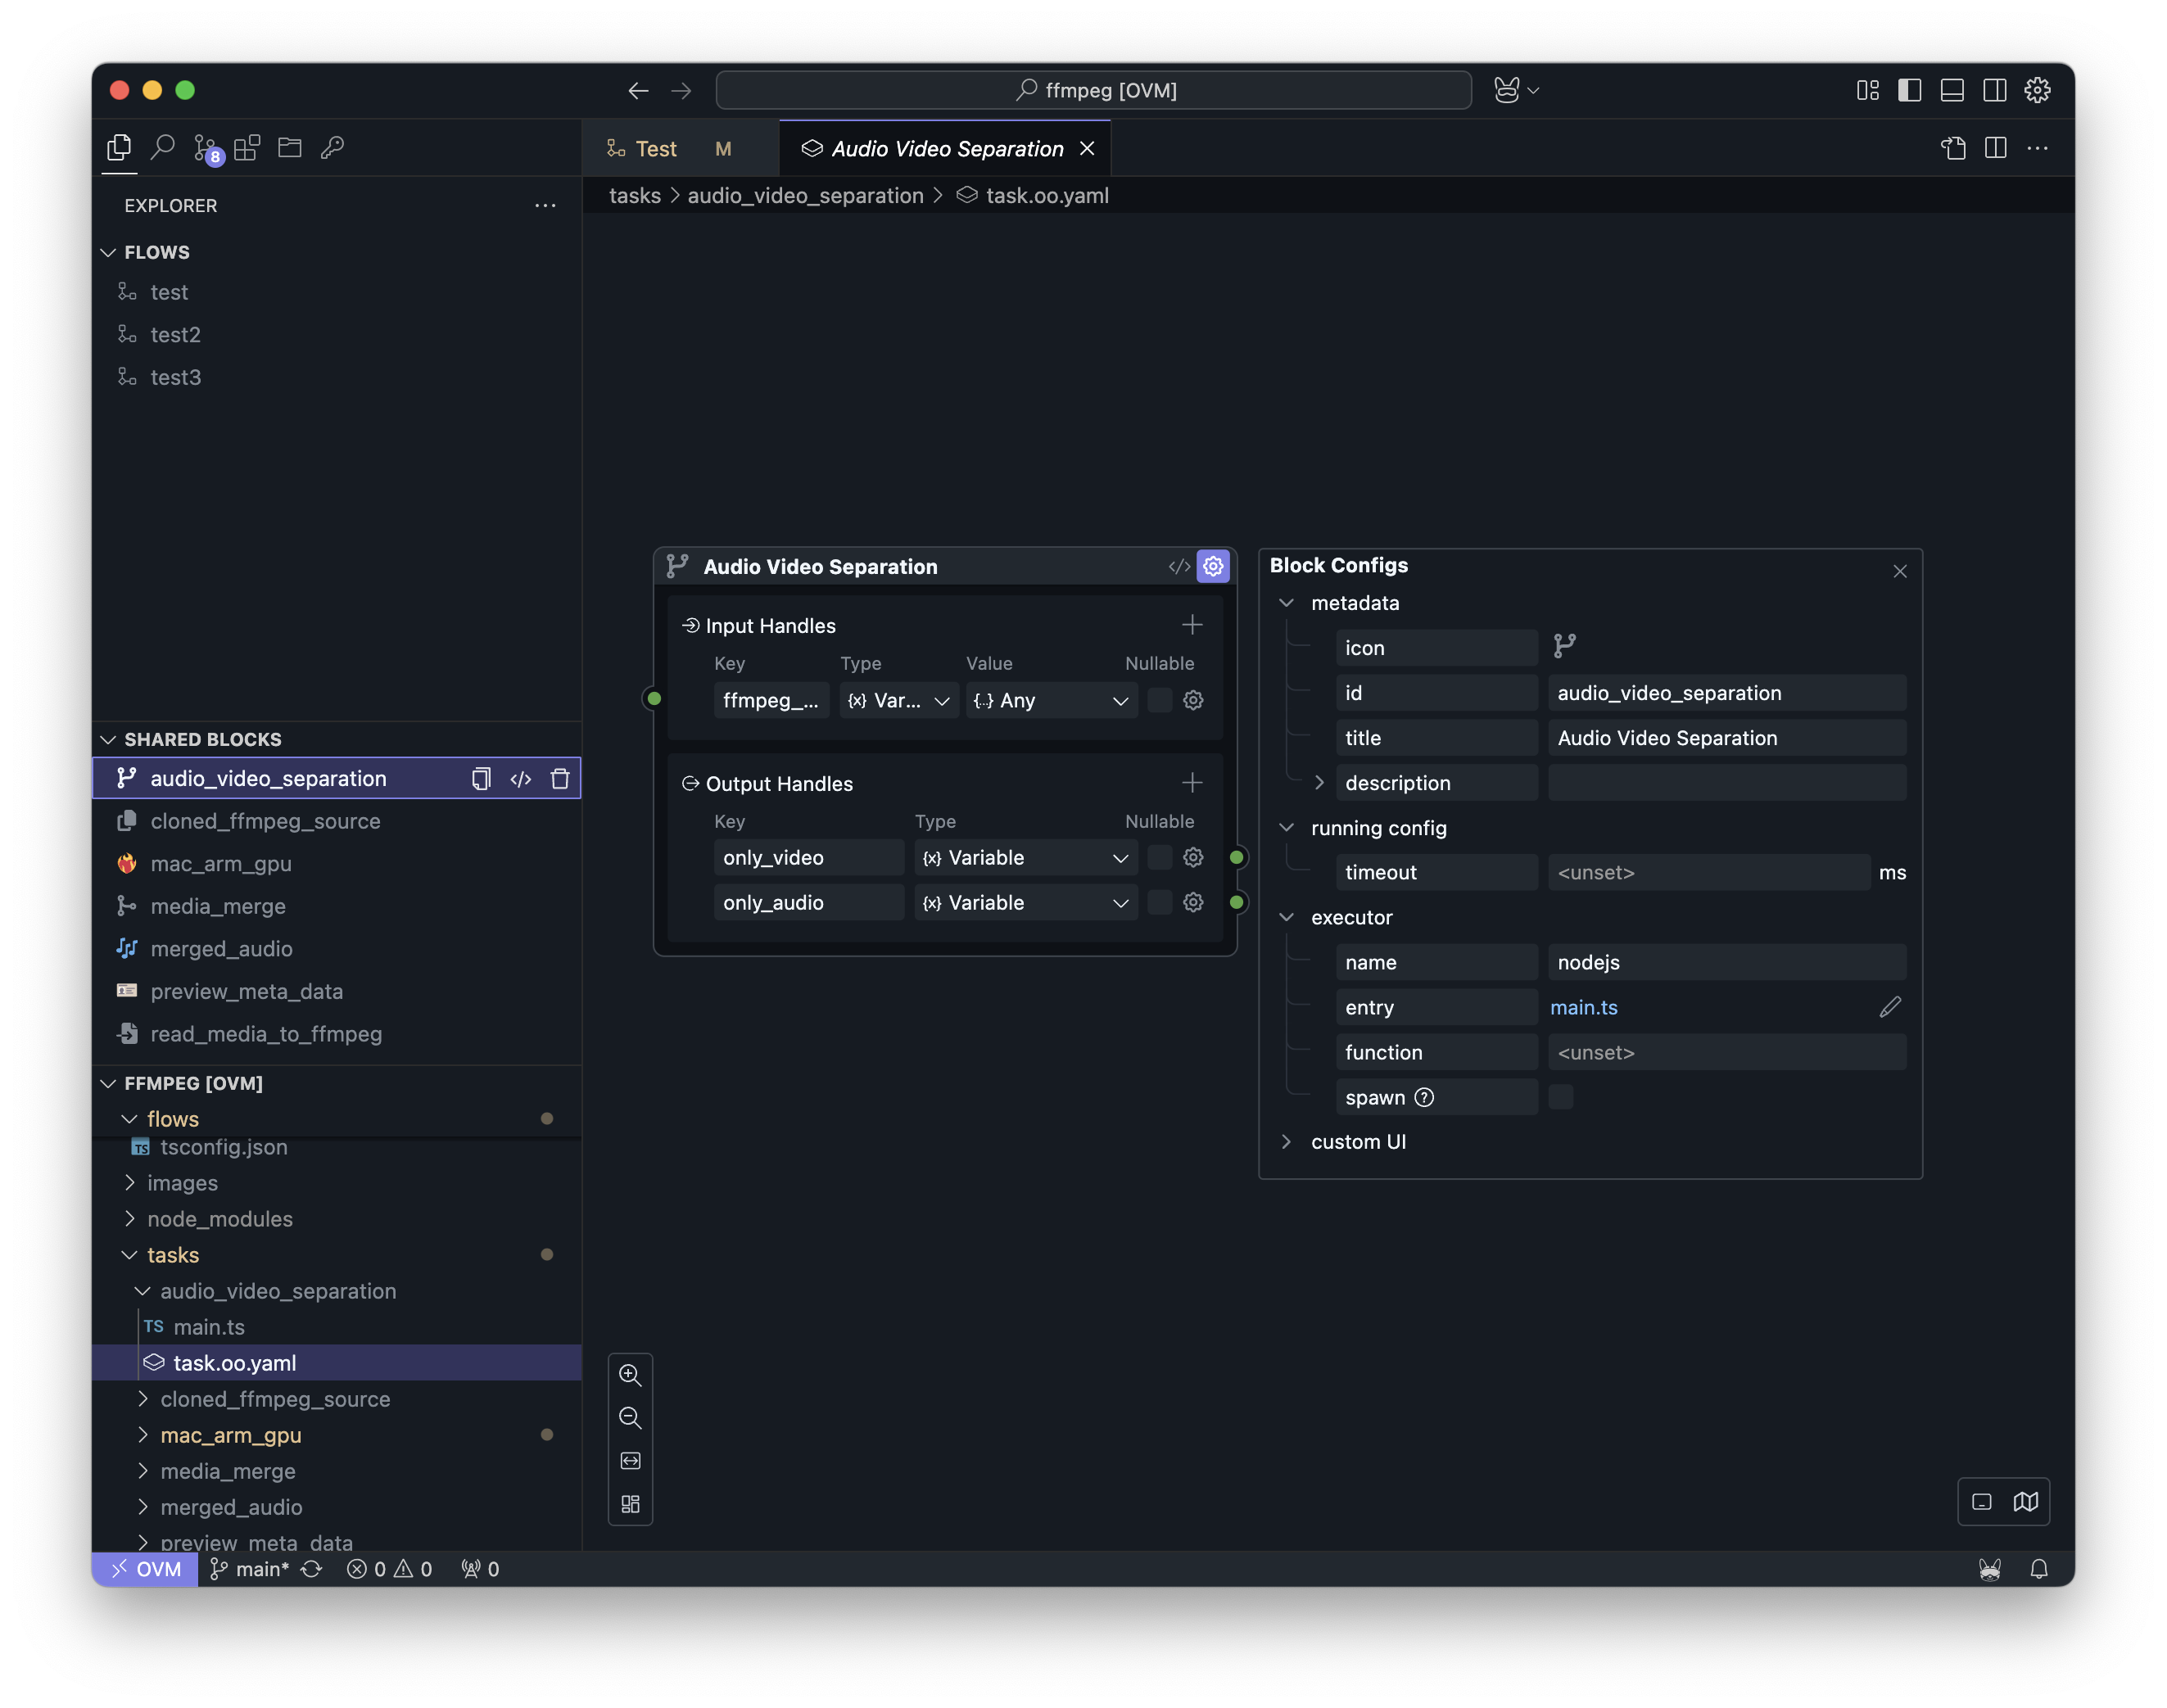 ffmpeg [OVM]
8
Test M
Audio Video Separation
tasks > audio_video_separation > task.oo.yaml
EXPLORER
FLOWS
test
test2
test3
SHARED BLOCKS
audio_video_separation
cloned_ffmpeg_source
mac_arm_gpu
media_merge
merged_audio
preview_meta_data
read_media_to_ffmpeg
FFMPEG [OVM]
flows
TS tsconfig.json
images
node_modules
tasks
audio_video_separation
TS main.ts
task.oo.yaml
cloned_ffmpeg_source
mac_arm_gpu
media_merge
merged_audio
preview_meta_data
Audio Video Separation
Input Handles
Key Type Value Nullable
ffmpeg_... {x} Var... {..} Any
Output Handles
Key Type Nullable
only_video {x} Variable
only_audio {x} Variable
Block Configs
metadata
icon
id audio_video_separation
title Audio Video Separation
description
running config
timeout <unset> ms
executor
name nodejs
entry main.ts
function <unset>
spawn ?
custom UI
OVM main* 0 0 0